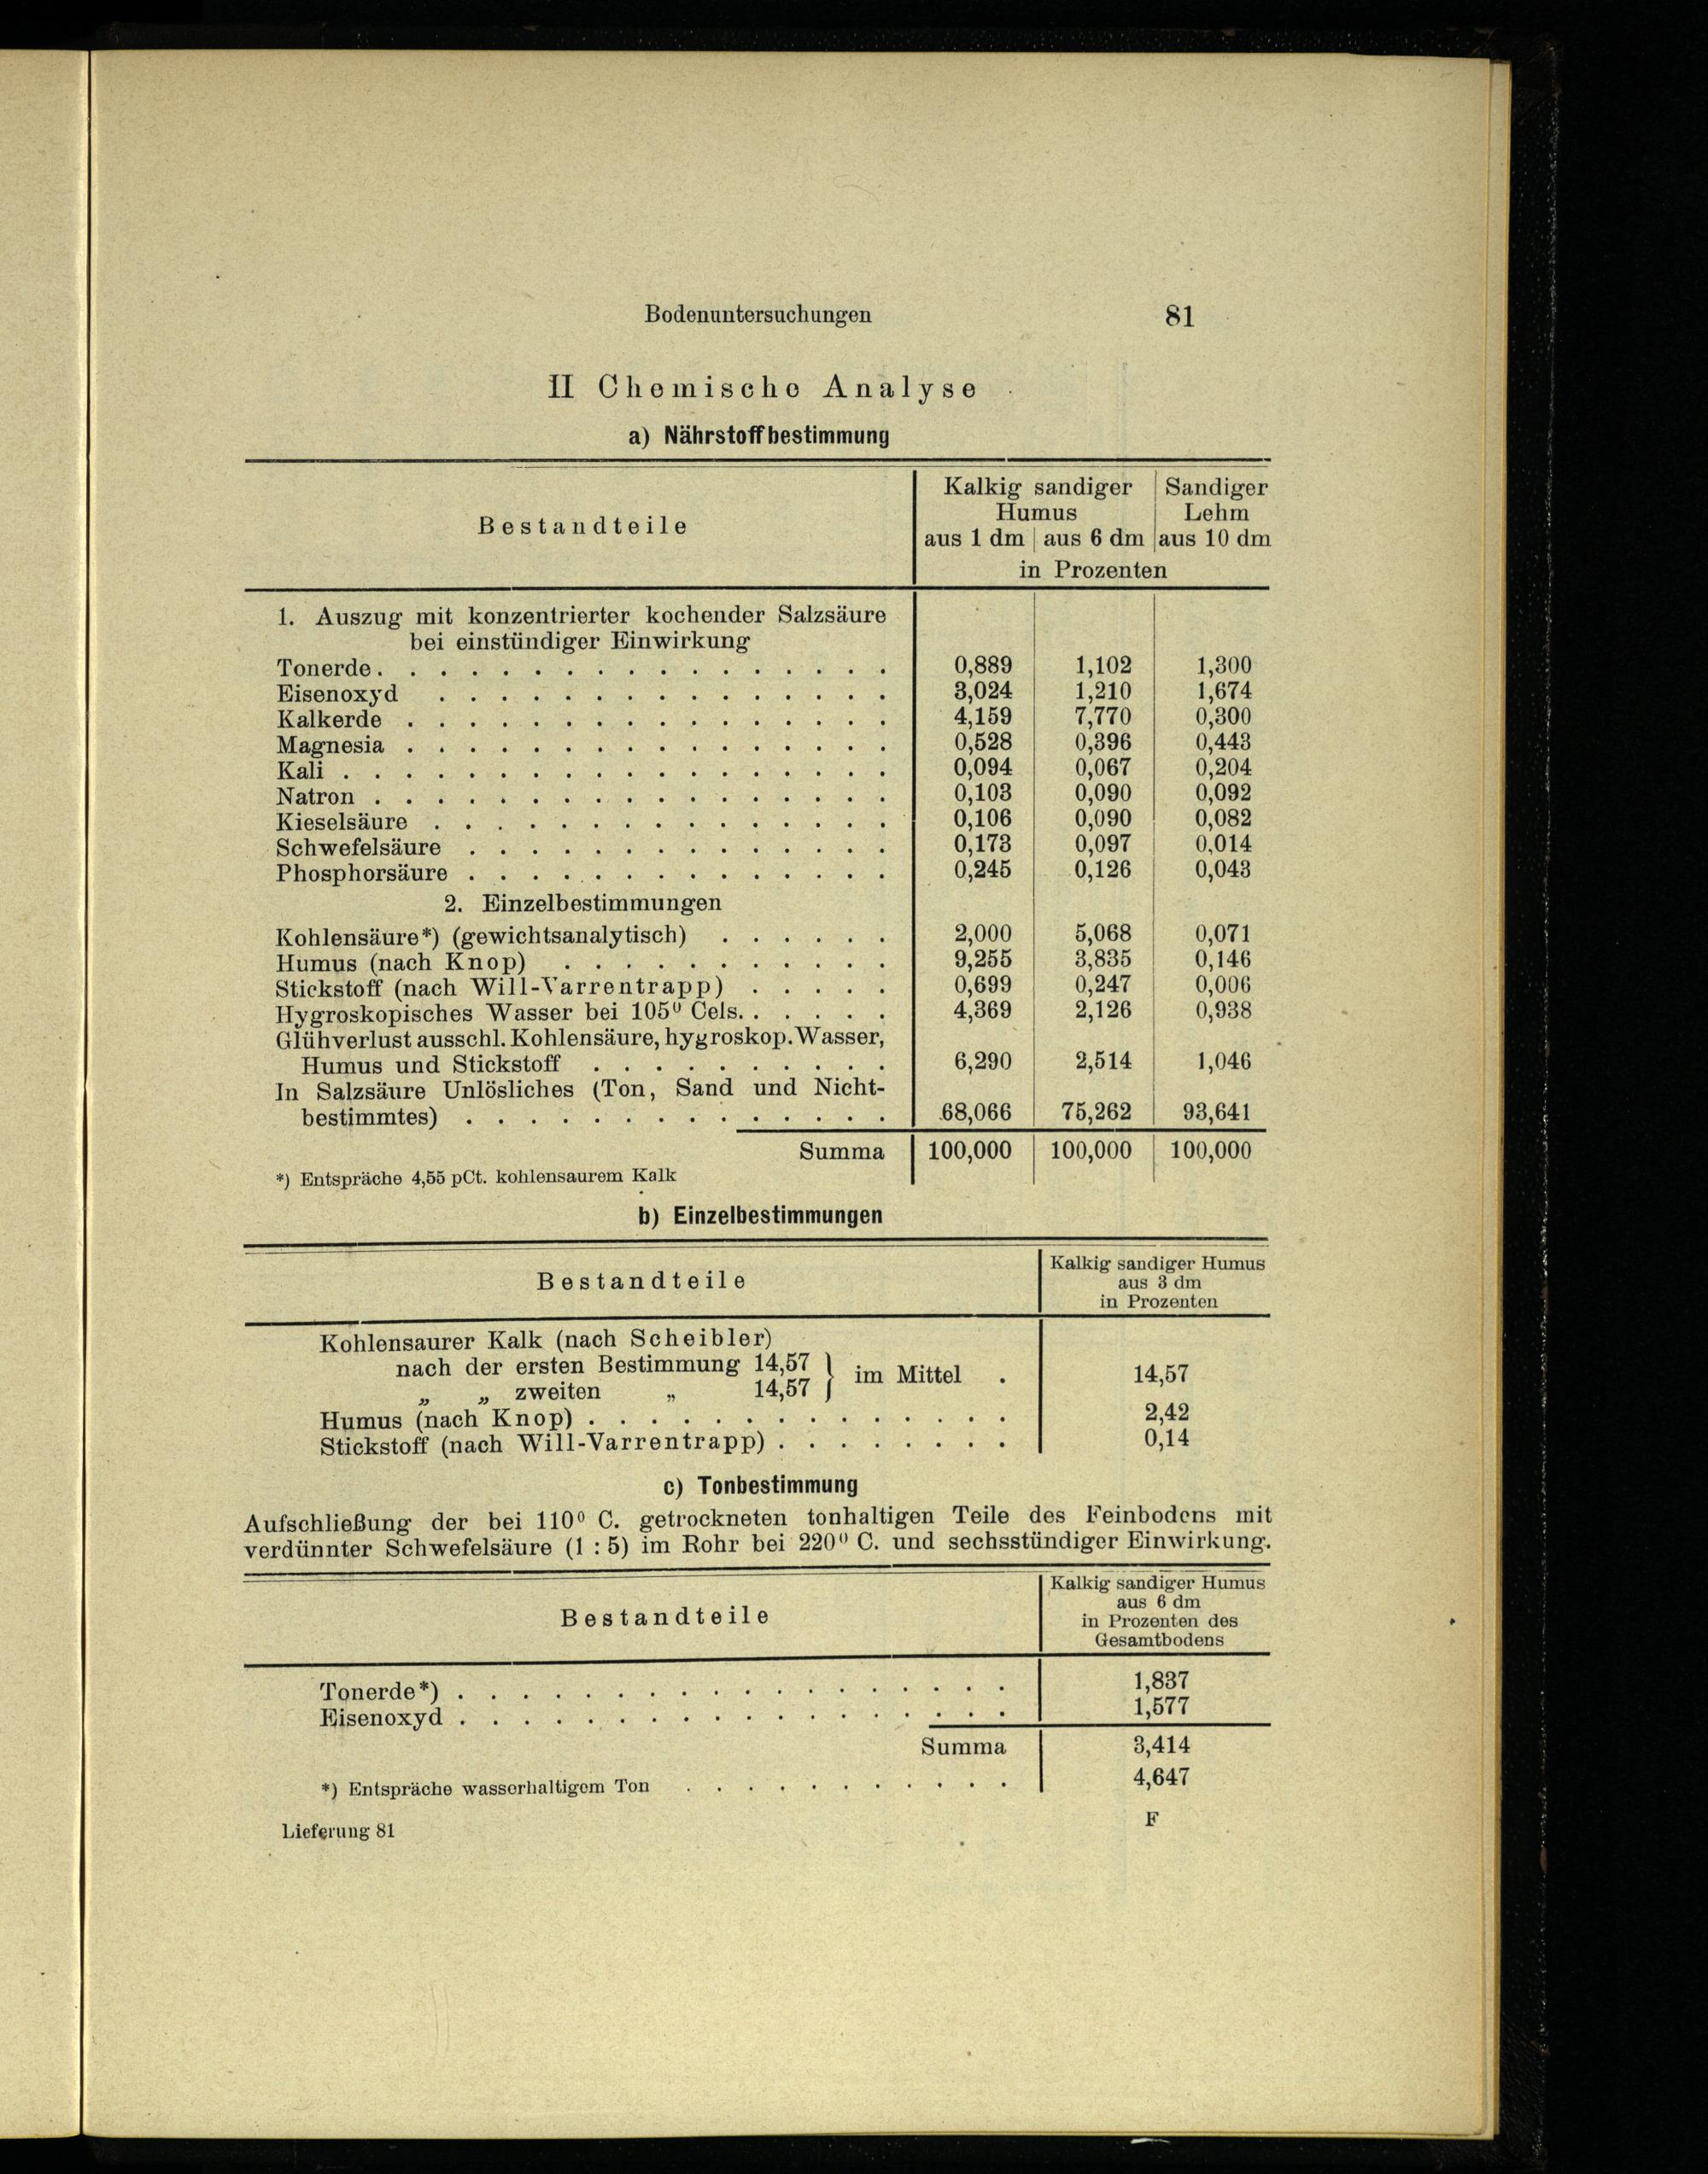 Bodenuntersuchungen 81
II Chemische Analyse
a) Nährstoffbestimmung
Bestandteile
Kalkig sandiger Humus | Sandiger Lehm
aus 1 dm | aus 6 dm | aus 10 dm
in Prozenten
1. Auszug mit konzentrierter kochender Salzsäure
bei einstündiger Einwirkung
Tonerde . . . 0,889 1,102 1,300
Eisenoxyd . . . 3,024 1,210 1,674
Kalkerde . . . 4,159 7,770 0,300
Magnesia . . . 0,528 0,396 0,443
Kali . . . 0,094 0,067 0,204
Natron . . . 0,103 0,090 0,092
Kieselsäure . . . 0,106 0,090 0,082
Schwefelsäure . . . 0,173 0,097 0,014
Phosphorsäure . . . 0,245 0,126 0,043
2. Einzelbestimmungen
Kohlensäure*) (gewichtsanalytisch) . . . 2,000 5,068 0,071
Humus (nach Knop) . . . 9,255 3,835 0,146
Stickstoff (nach Will-Varrentrapp) . . . 0,699 0,247 0,006
Hygroskopisches Wasser bei 105⁰ Cels. . . . 4,369 2,126 0,938
Glühverlust ausschl. Kohlensäure, hygroskop. Wasser,
Humus und Stickstoff . . . 6,290 2,514 1,046
In Salzsäure Unlösliches (Ton, Sand und Nicht-
bestimmtes) . . . 68,066 75,262 93,641
Summa 100,000 100,000 100,000
*) Entspräche 4,55 pCt. kohlensaurem Kalk
b) Einzelbestimmungen
Bestandteile
Kalkig sandiger Humus
aus 3 dm
in Prozenten
Kohlensaurer Kalk (nach Scheibler)
nach der ersten Bestimmung 14,57 } im Mittel . 14,57
„ „ zweiten „ 14,57
Humus (nach Knop) . . . 2,42
Stickstoff (nach Will-Varrentrapp) . . . 0,14
c) Tonbestimmung
Aufschließung der bei 110⁰ C. getrockneten tonhaltigen Teile des Feinbodens mit
verdünnter Schwefelsäure (1 : 5) im Rohr bei 220⁰ C. und sechsstündiger Einwirkung.
Bestandteile
Kalkig sandiger Humus
aus 6 dm
in Prozenten des
Gesamtbodens
Tonerde*) . . . 1,837
Eisenoxyd . . . 1,577
Summa 3,414
*) Entspräche wasserhaltigem Ton . . . 4,647
Lieferung 81 F